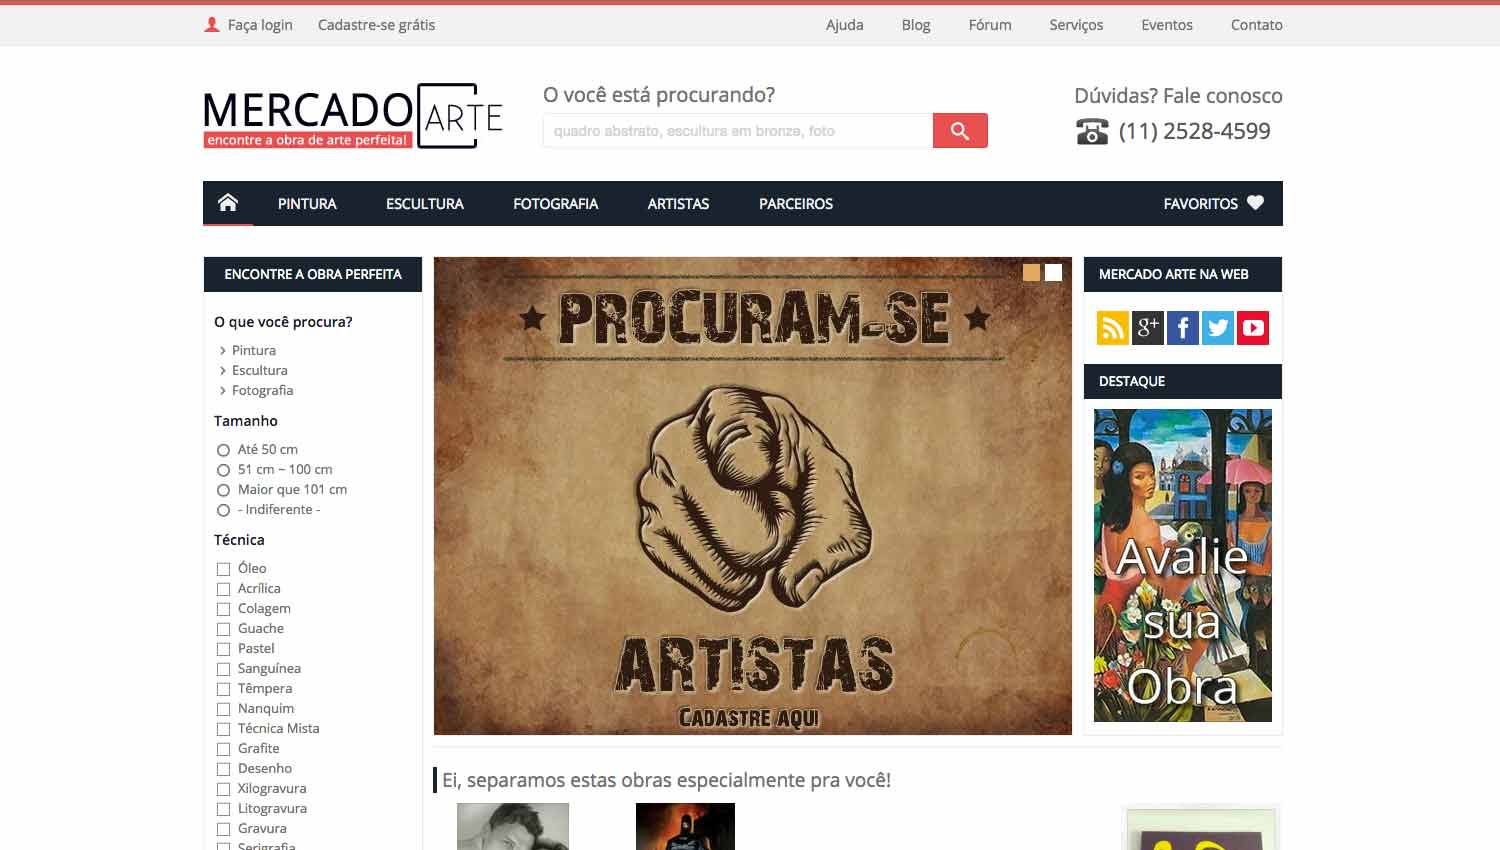 Faça login
Cadastre-se grátis
Ajuda
Blog
Fórum
Serviços
Eventos
Contato
MERCADO ARTE
encontre a obra de arte perfeita!
O você está procurando?
quadro abstrato, escultura em bronze, foto
Dúvidas? Fale conosco
(11) 2528-4599
PINTURA
ESCULTURA
FOTOGRAFIA
ARTISTAS
PARCEIROS
FAVORITOS
ENCONTRE A OBRA PERFEITA
O que você procura?
Pintura
Escultura
Fotografia
Tamanho
Até 50 cm
51 cm ~ 100 cm
Maior que 101 cm
- Indiferente -
Técnica
Óleo
Acrílica
Colagem
Guache
Pastel
Sanguínea
Têmpera
Nanquim
Técnica Mista
Grafite
Desenho
Xilogravura
Litogravura
Gravura
Serigrafia
PROCURAM-SE
ARTISTAS
CADASTRE AQUI
MERCADO ARTE NA WEB
g+
f
DESTAQUE
Avalie
sua
Obra
Ei, separamos estas obras especialmente pra você!